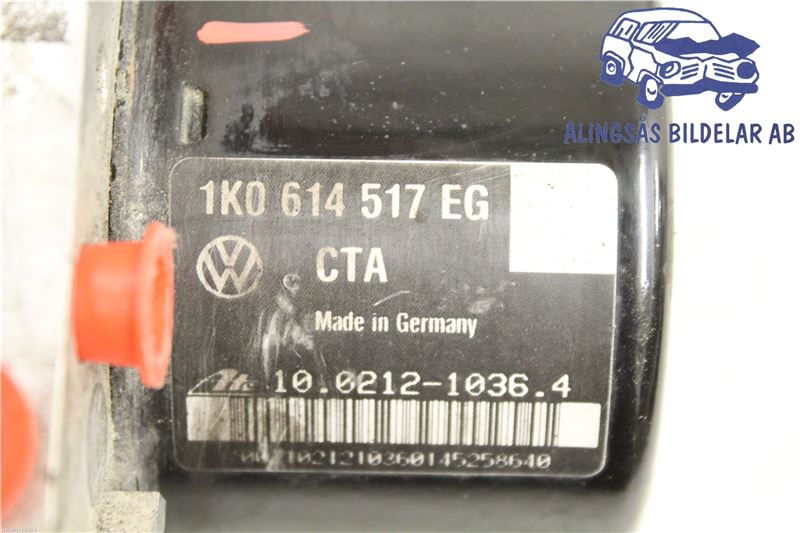 ALINGSÅS BILDELAR AB
1K0 614 517 EG
CTA
Made in Germany
10.0212-1036.4